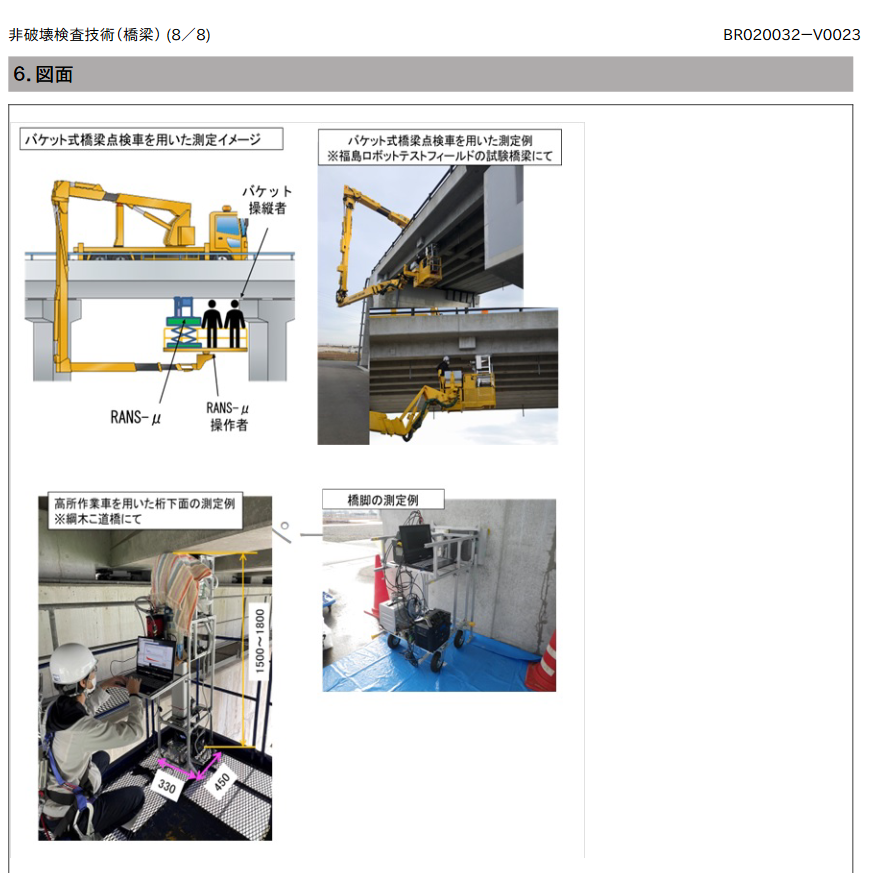 非破壊検査技術（橋梁） (8／8)
BR020032－V0023
6．図面
バケット式橋梁点検車を用いた測定イメージ
バケット
操縦者
RANS-μ
RANS-μ
操作者
バケット式橋梁点検車を用いた測定例
※福島ロボットテストフィールドの試験橋梁にて
高所作業車を用いた桁下面の測定例
※綱木こ道橋にて
1500～1800
330
450
橋脚の測定例